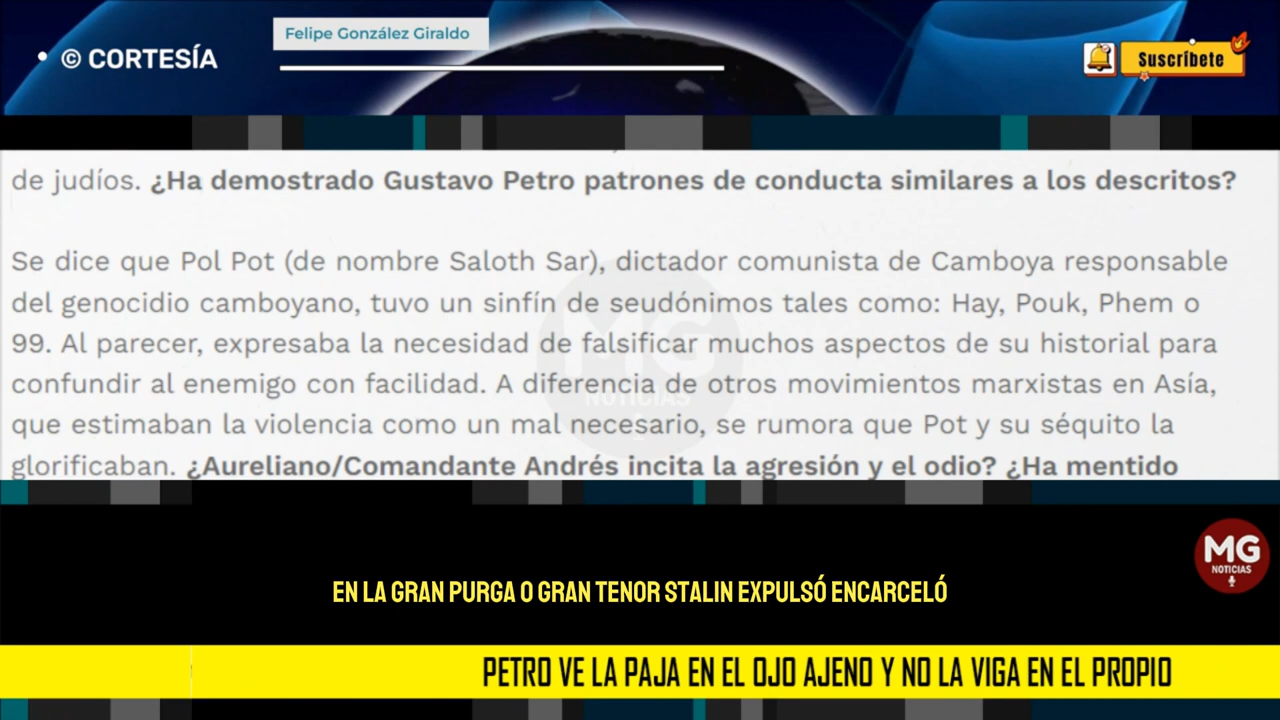 Felipe González Giraldo
© CORTESÍA
Suscríbete
de judíos. ¿Ha demostrado Gustavo Petro patrones de conducta similares a los descritos?
Se dice que Pol Pot (de nombre Saloth Sar), dictador comunista de Camboya responsable
del genocidio camboyano, tuvo un sinfín de seudónimos tales como: Hay, Pouk, Phem o
99. Al parecer, expresaba la necesidad de falsificar muchos aspectos de su historial para
confundir al enemigo con facilidad. A diferencia de otros movimientos marxistas en Asía,
que estimaban la violencia como un mal necesario, se rumora que Pot y su séquito la
glorificaban. ¿Aureliano/Comandante Andrés incita la agresión y el odio? ¿Ha mentido
MG
NOTICIAS
MG
NOTICIAS
EN LA GRAN PURGA O GRAN TENOR STALIN EXPULSÓ ENCARCELÓ
PETRO VE LA PAJA EN EL OJO AJENO Y NO LA VIGA EN EL PROPIO